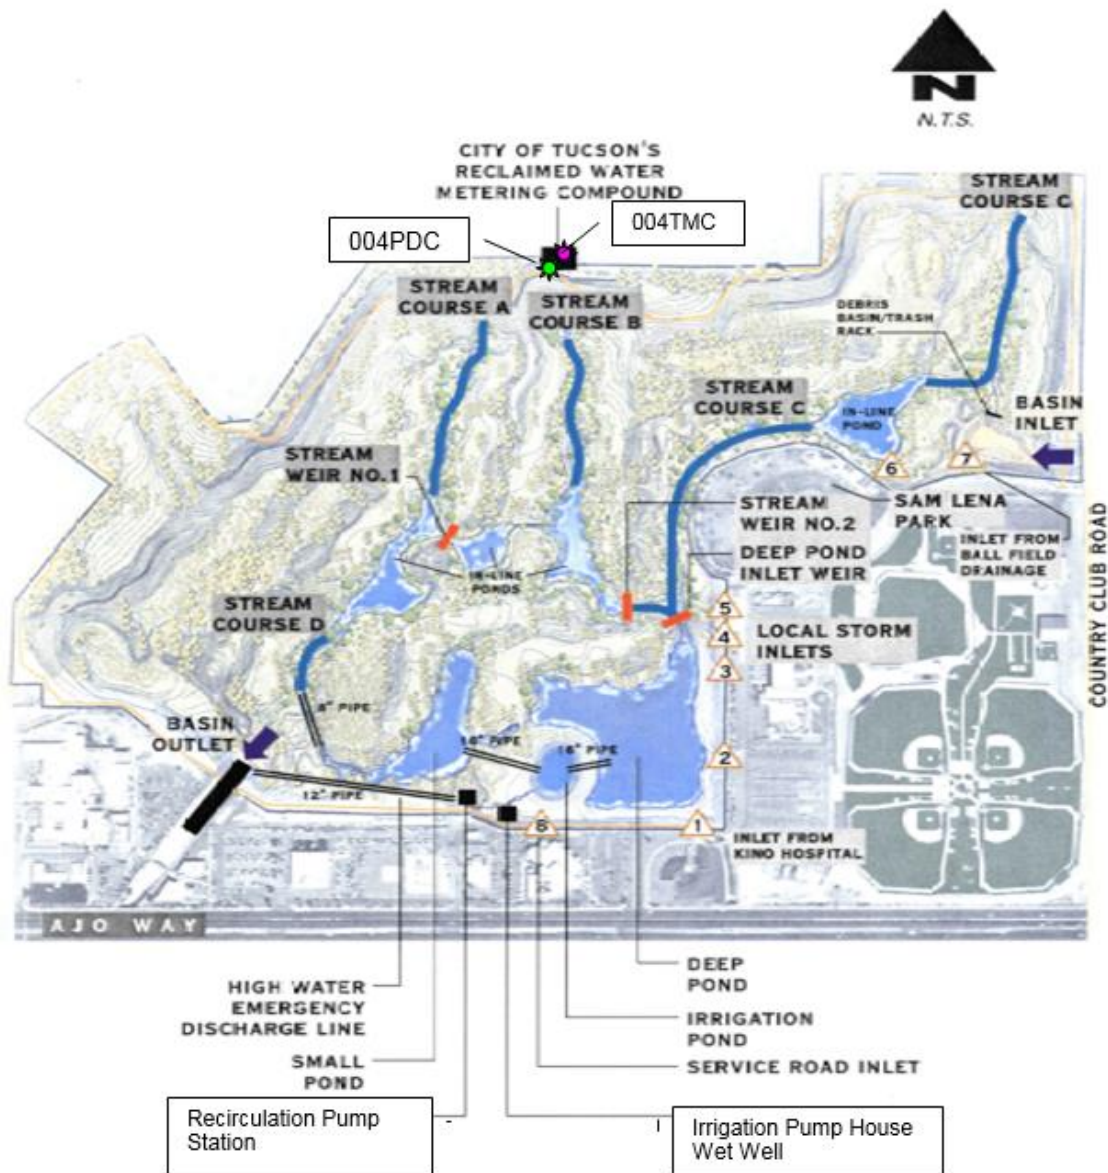 N
N.T.S.
CITY OF TUCSON'S
RECLAIMED WATER
METERING COMPOUND
004PDC
004TMC
STREAM
COURSE C
STREAM
COURSE A
STREAM
COURSE B
DEBRIS
BASIN/TRASH
RACK
STREAM
COURSE C
IN-LINE
POND
BASIN
INLET
STREAM
WEIR NO.1
6
7
STREAM
WEIR NO.2
SAM LENA
PARK
INLET FROM
BALL FIELD
DRAINAGE
COUNTRY CLUB ROAD
DEEP POND
INLET WEIR
IN-LINE
PONDS
STREAM
COURSE D
5
4
LOCAL STORM
INLETS
3
8" PIPE
BASIN
OUTLET
16" PIPE
16" PIPE
2
12" PIPE
8
1
INLET FROM
KINO HOSPITAL
AJO WAY
HIGH WATER
EMERGENCY
DISCHARGE LINE
DEEP
POND
IRRIGATION
POND
SMALL
POND
SERVICE ROAD INLET
Recirculation Pump
Station
Irrigation Pump House
Wet Well